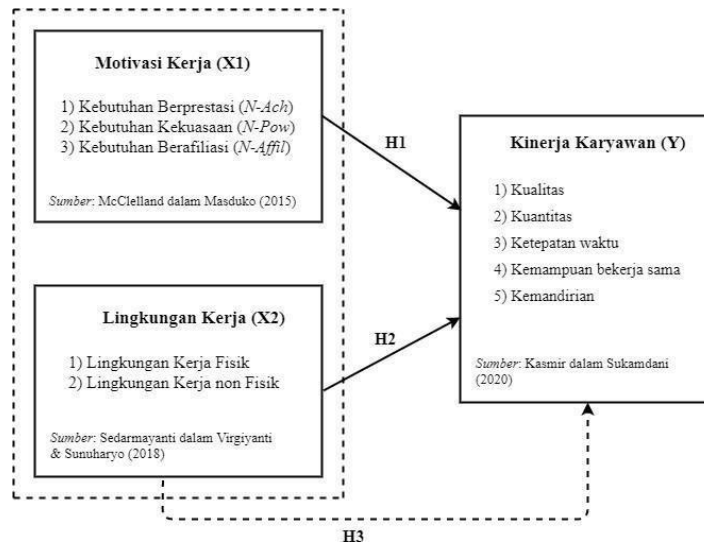 Motivasi Kerja (X1)
1) Kebutuhan Berprestasi (N-Ach)
2) Kebutuhan Kekuasaan (N-Pow)
3) Kebutuhan Berafiliasi (N-Affil)
Sumber: McClelland dalam Masduko (2015)
H1
Kinerja Karyawan (Y)
1) Kualitas
2) Kuantitas
3) Ketepatan waktu
4) Kemampuan bekerja sama
5) Kemandirian
Sumber: Kasmir dalam Sukamdani
(2020)
Lingkungan Kerja (X2)
1) Lingkungan Kerja Fisik
2) Lingkungan Kerja non Fisik
Sumber: Sedarmayanti dalam Virgiyanti
& Sunuharyo (2018)
H2
H3